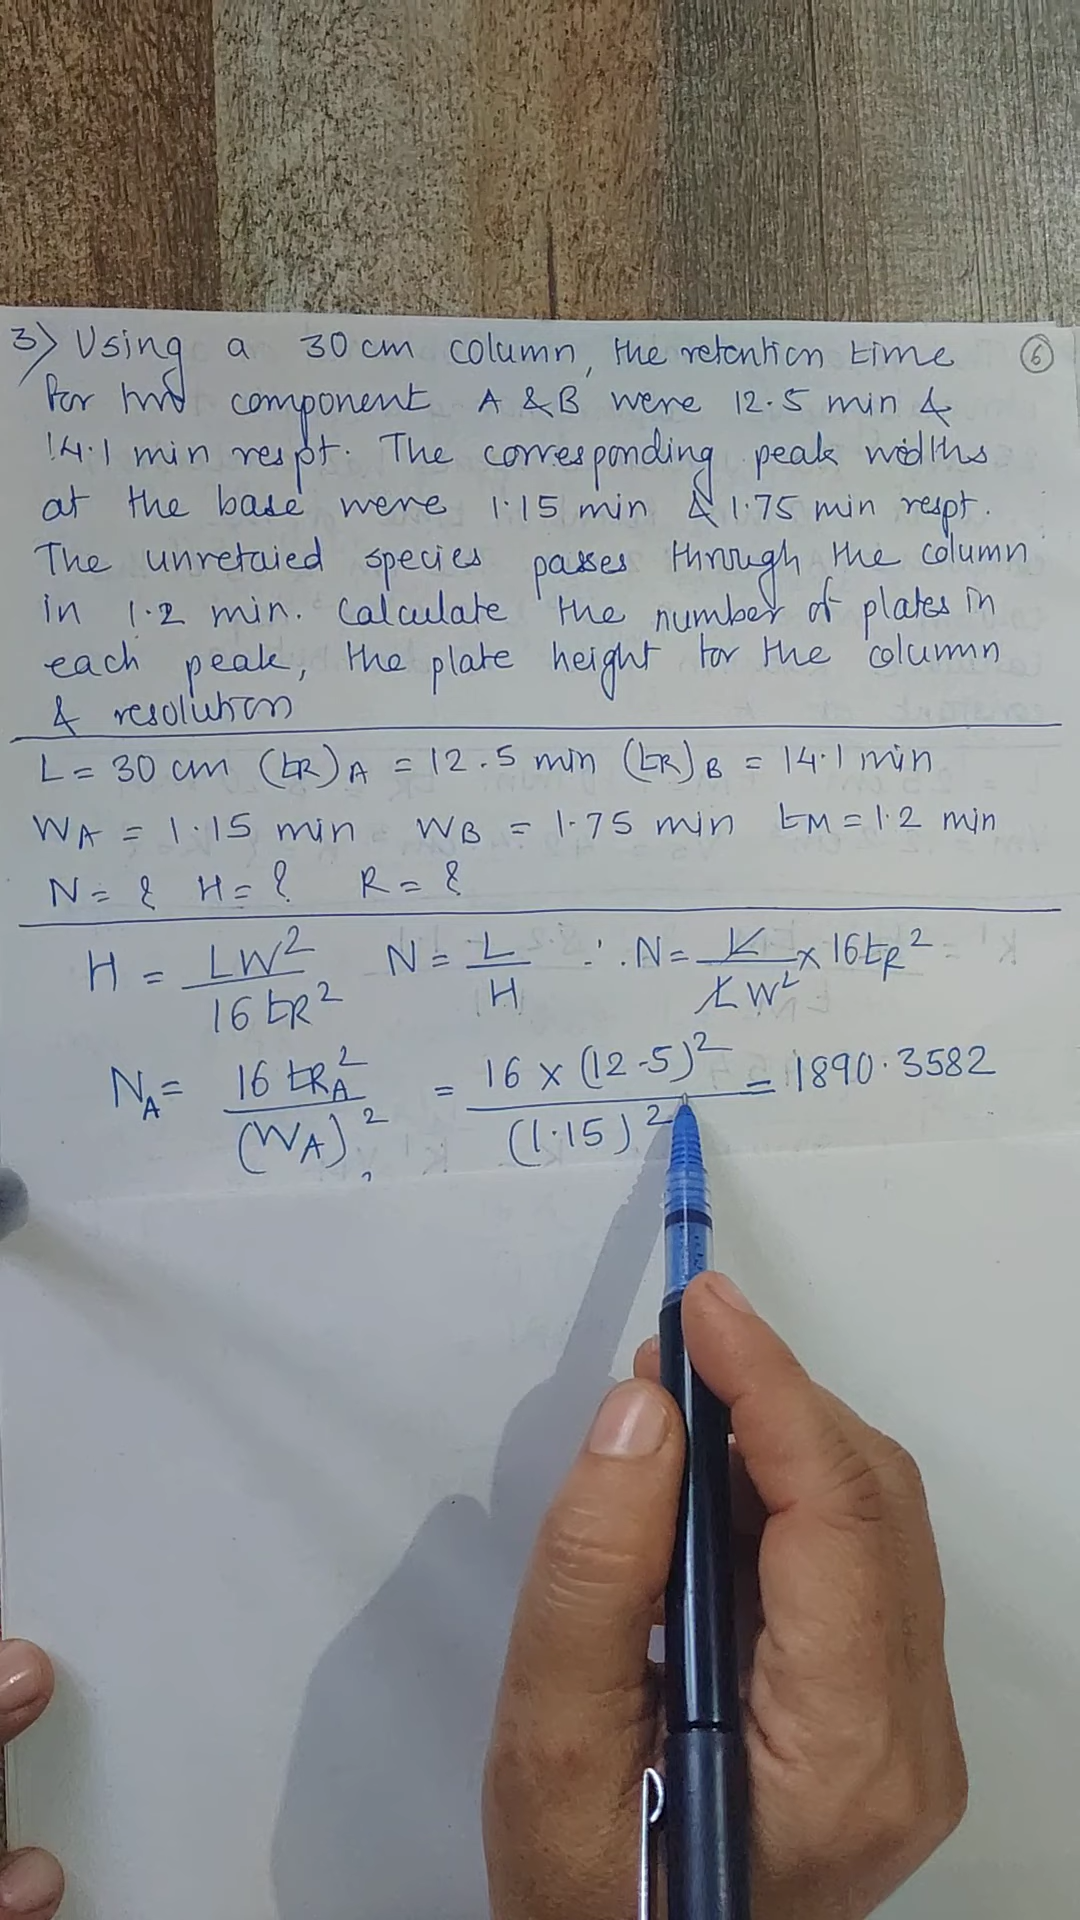 3) Using a 30 cm column, the retention time
for two component A & B were 12.5 min &
14.1 min respt. The corresponding peak widths
at the base were 1.15 min & 1.75 min respt.
The unretaied species passes through the column
in 1.2 min. Calculate the number of plates in
each peak, the plate height for the column
& resolution
6
L = 30 cm (tR)A = 12.5 min (tR)B = 14.1 min
WA = 1.15 min WB = 1.75 min tM = 1.2 min
N = ? H = ? R = ?
H = LW²/16 tR² N = L/H ∴ N = L/LW² × 16tR²
NA = 16 tRA²/(WA)² = 16 × (12.5)²/(1.15)² = 1890.3582